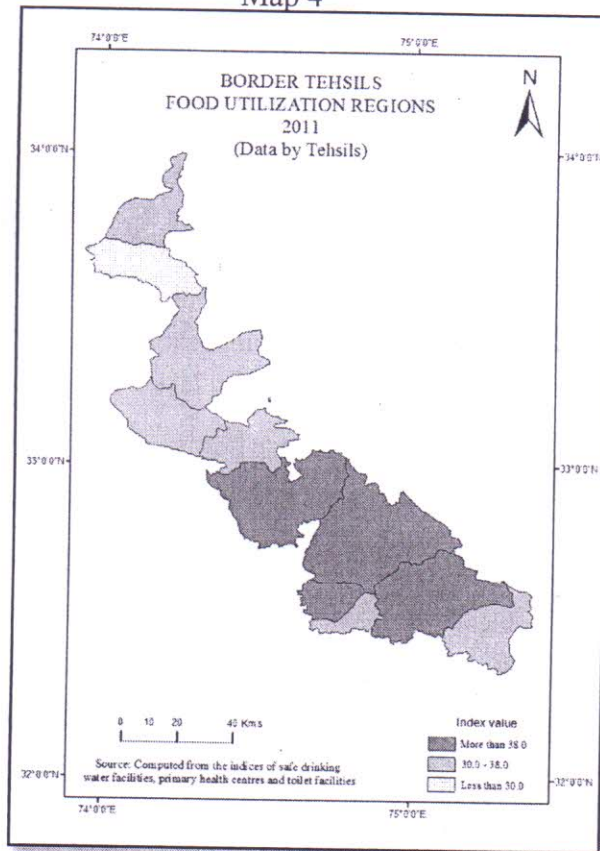 Map 4
74°0'0"E
75°0'0"E
BORDER TEHSILS
FOOD UTILIZATION REGIONS
2011
(Data by Tehsils)
N
34°0'0"N
34°0'0"N
33°0'0"N
33°0'0"N
0 10 20 40 Kms
Index value
More than 38.0
30.0 - 38.0
Less than 30.0
Source: Computed from the indices of safe drinking
water facilities, primary health centres and toilet facilities
32°0'0"N
32°0'0"N
74°0'0"E
75°0'0"E